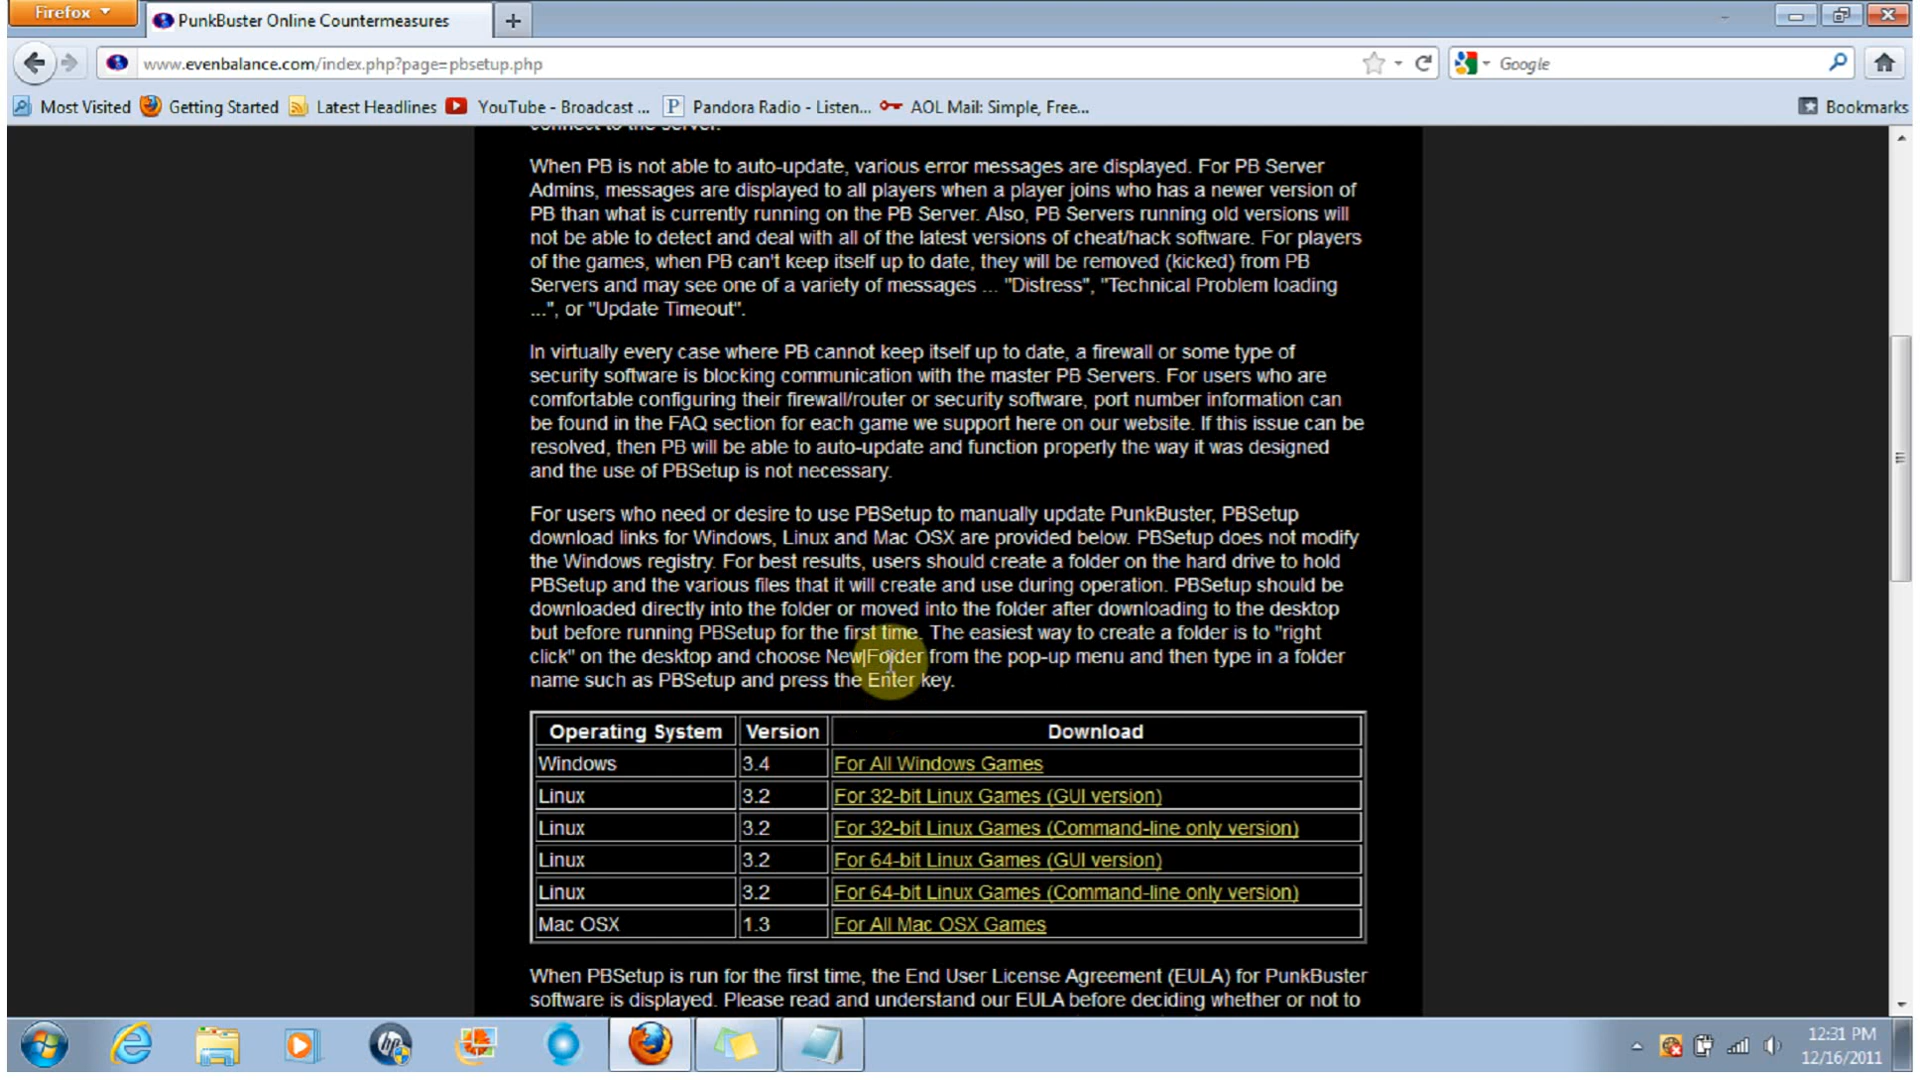 Firefox
PunkBuster Online Countermeasures
www.evenbalance.com/index.php?page=pbsetup.php
Google
Most Visited Getting Started Latest Headlines YouTube - Broadcast ... Pandora Radio - Listen... AOL Mail: Simple, Free... Bookmarks
connect to the server.
When PB is not able to auto-update, various error messages are displayed. For PB Server
Admins, messages are displayed to all players when a player joins who has a newer version of
PB than what is currently running on the PB Server. Also, PB Servers running old versions will
not be able to detect and deal with all of the latest versions of cheat/hack software. For players
of the games, when PB can't keep itself up to date, they will be removed (kicked) from PB
Servers and may see one of a variety of messages ... "Distress", "Technical Problem loading
...", or "Update Timeout".
In virtually every case where PB cannot keep itself up to date, a firewall or some type of
security software is blocking communication with the master PB Servers. For users who are
comfortable configuring their firewall/router or security software, port number information can
be found in the FAQ section for each game we support here on our website. If this issue can be
resolved, then PB will be able to auto-update and function properly the way it was designed
and the use of PBSetup is not necessary.
For users who need or desire to use PBSetup to manually update PunkBuster, PBSetup
download links for Windows, Linux and Mac OSX are provided below. PBSetup does not modify
the Windows registry. For best results, users should create a folder on the hard drive to hold
PBSetup and the various files that it will create and use during operation. PBSetup should be
downloaded directly into the folder or moved into the folder after downloading to the desktop
but before running PBSetup for the first time. The easiest way to create a folder is to "right
click" on the desktop and choose New|Folder from the pop-up menu and then type in a folder
name such as PBSetup and press the Enter key.
Operating System Version Download
Windows 3.4 For All Windows Games
Linux 3.2 For 32-bit Linux Games (GUI version)
Linux 3.2 For 32-bit Linux Games (Command-line only version)
Linux 3.2 For 64-bit Linux Games (GUI version)
Linux 3.2 For 64-bit Linux Games (Command-line only version)
Mac OSX 1.3 For All Mac OSX Games
When PBSetup is run for the first time, the End User License Agreement (EULA) for PunkBuster
software is displayed. Please read and understand our EULA before deciding whether or not to
hp
12:31 PM
12/16/2011